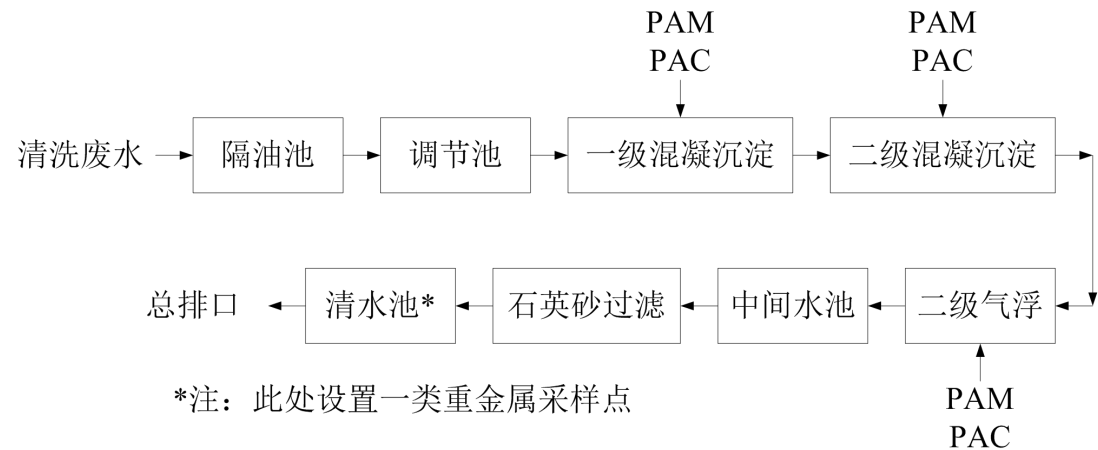 PAM
PAC
PAM
PAC
清洗废水
隔油池
调节池
一级混凝沉淀
二级混凝沉淀
总排口
清水池*
石英砂过滤
中间水池
二级气浮
*注：此处设置一类重金属采样点
PAM
PAC